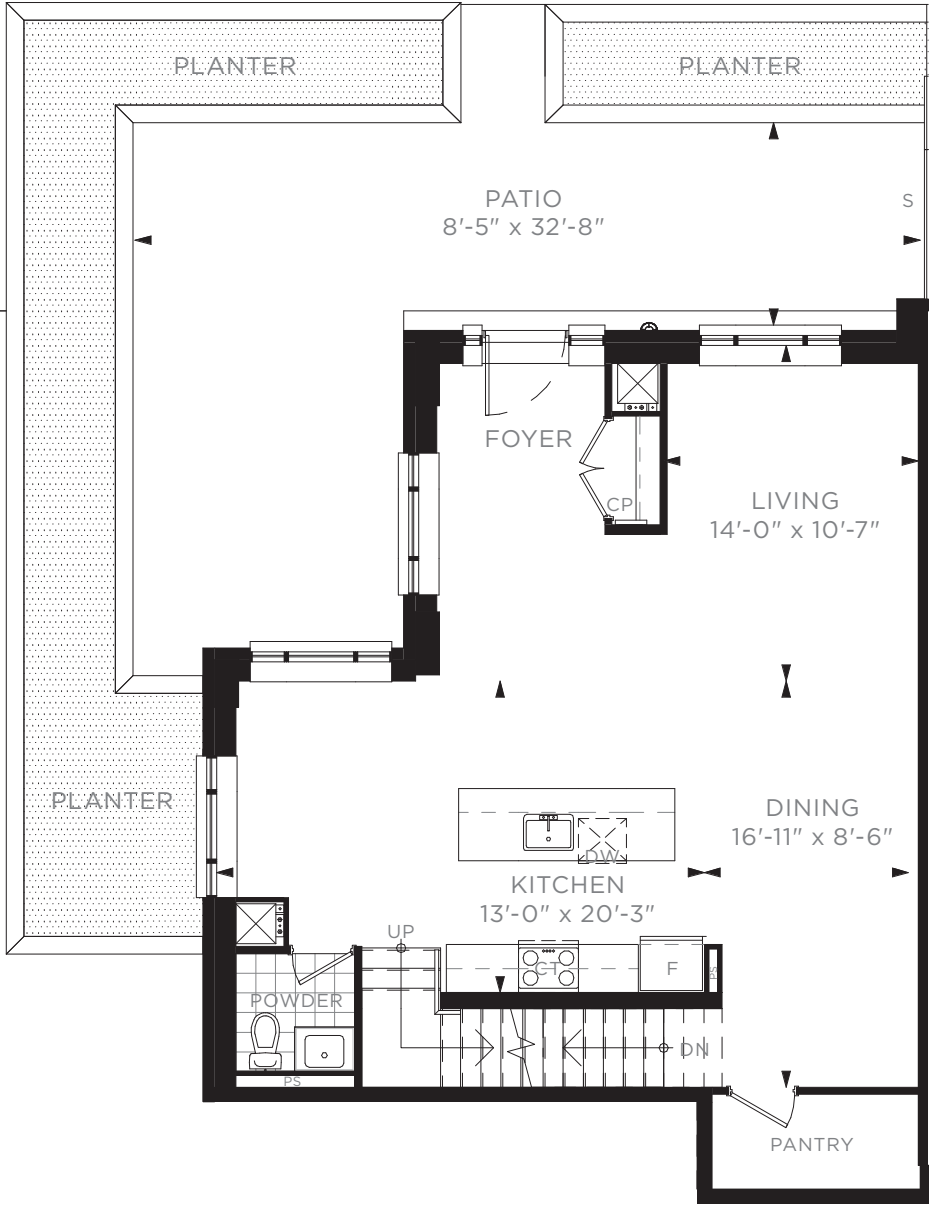 PLANTER
PLANTER
PATIO
8'-5" x 32'-8"
S
FOYER
CP
LIVING
14'-0" x 10'-7"
PLANTER
DINING
16'-11" x 8'-6"
DW
KITCHEN
13'-0" x 20'-3"
UP
CT
F
PS
POWDER
DN
PS
PANTRY